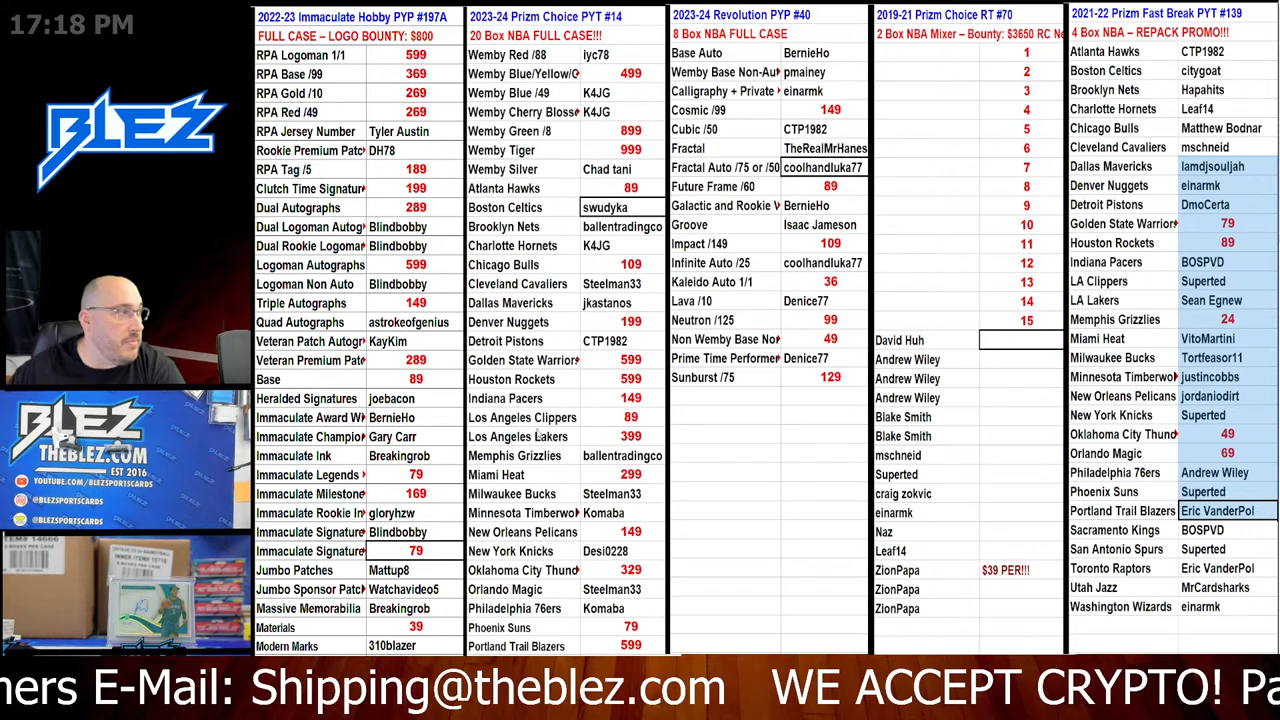 17:18 PM
BLEZ
BLEZ
THEBLEZ.COM
EST 2016
YOUTUBE.COM/BLEZSPORTSCARDS
@BLEZSPORTSCARDS
@BLEZSPORTSCARDS
2022-23 Immaculate Hobby PYP #197A
FULL CASE – LOGO BOUNTY: $800
RPA Logoman 1/1 599
RPA Base /99 369
RPA Gold /10 269
RPA Red /49 269
RPA Jersey Number Tyler Austin
Rookie Premium Patc DH78
RPA Tag /5 189
Clutch Time Signatur 199
Dual Autographs 289
Dual Logoman Autog Blindbobby
Dual Rookie Logoma Blindbobby
Logoman Autographs 599
Logoman Non Auto Blindbobby
Triple Autographs 149
Quad Autographs astrokeofgenius
Veteran Patch Autogr KayKim
Veteran Premium Pat 289
Base 89
Heralded Signatures joebacon
Immaculate Award Wi BernieHo
Immaculate Champio Gary Carr
Immaculate Ink Breakingrob
Immaculate Legends 79
Immaculate Milestone 169
Immaculate Rookie In gloryhzw
Immaculate Signature Blindbobby
Immaculate Signature 79
Jumbo Patches Mattup8
Jumbo Sponsor Patc Watchavideo5
Massive Memorabilia Breakingrob
Materials 39
Modern Marks 310blazer
2023-24 Prizm Choice PYT #14
20 Box NBA FULL CASE!!!
Wemby Red /88 iyc78
Wemby Blue/Yellow/G 499
Wemby Blue /49 K4JG
Wemby Cherry Blosso K4JG
Wemby Green /8 899
Wemby Tiger 999
Wemby Silver Chad tani
Atlanta Hawks 89
Boston Celtics swudyka
Brooklyn Nets ballentradingco
Charlotte Hornets K4JG
Chicago Bulls 109
Cleveland Cavaliers Steelman33
Dallas Mavericks jkastanos
Denver Nuggets 199
Detroit Pistons CTP1982
Golden State Warrior 599
Houston Rockets 599
Indiana Pacers 149
Los Angeles Clippers 89
Los Angeles Lakers 399
Memphis Grizzlies ballentradingco
Miami Heat 299
Milwaukee Bucks Steelman33
Minnesota Timberwo Komaba
New Orleans Pelicans 149
New York Knicks Desi0228
Oklahoma City Thun 329
Orlando Magic Steelman33
Philadelphia 76ers Komaba
Phoenix Suns 79
Portland Trail Blazers 599
2023-24 Revolution PYP #40
8 Box NBA FULL CASE
Base Auto BernieHo
Wemby Base Non-Au pmainey
Calligraphy + Private einarmk
Cosmic /99 149
Cubic /50 CTP1982
Fractal TheRealMrHanes
Fractal Auto /75 or /50 coolhandluka77
Future Frame /60 89
Galactic and Rookie V BernieHo
Groove Isaac Jameson
Impact /149 109
Infinite Auto /25 coolhandluka77
Kaleido Auto 1/1 36
Lava /10 Denice77
Neutron /125 99
Non Wemby Base No 49
Prime Time Performer Denice77
Sunburst /75 129
2019-21 Prizm Choice RT #70
2 Box NBA Mixer – Bounty: $3650 RC Ne
1
2
3
4
5
6
7
8
9
10
11
12
13
14
15
David Huh
Andrew Wiley
Andrew Wiley
Andrew Wiley
Blake Smith
Blake Smith
mschneid
Superted
craig zokvic
einarmk
Naz
Leaf14
ZionPapa $39 PER!!!
ZionPapa
ZionPapa
2021-22 Prizm Fast Break PYT #139
4 Box NBA – REPACK PROMO!!!
Atlanta Hawks CTP1982
Boston Celtics citygoat
Brooklyn Nets Hapahits
Charlotte Hornets Leaf14
Chicago Bulls Matthew Bodnar
Cleveland Cavaliers mschneid
Dallas Mavericks Iamdjsouljah
Denver Nuggets einarmk
Detroit Pistons DmoCerta
Golden State Warrior 79
Houston Rockets 89
Indiana Pacers BOSPVD
LA Clippers Superted
LA Lakers Sean Egnew
Memphis Grizzlies 24
Miami Heat VitoMartini
Milwaukee Bucks Tortfeasor11
Minnesota Timberwo justincobbs
New Orleans Pelicans jordaniodirt
New York Knicks Superted
Oklahoma City Thund 49
Orlando Magic 69
Philadelphia 76ers Andrew Wiley
Phoenix Suns Superted
Portland Trail Blazers Eric VanderPol
Sacramento Kings BOSPVD
San Antonio Spurs Superted
Toronto Raptors Eric VanderPol
Utah Jazz MrCardsharks
Washington Wizards einarmk
mers E-Mail: Shipping@theblez.com WE ACCEPT CRYPTO! Pa